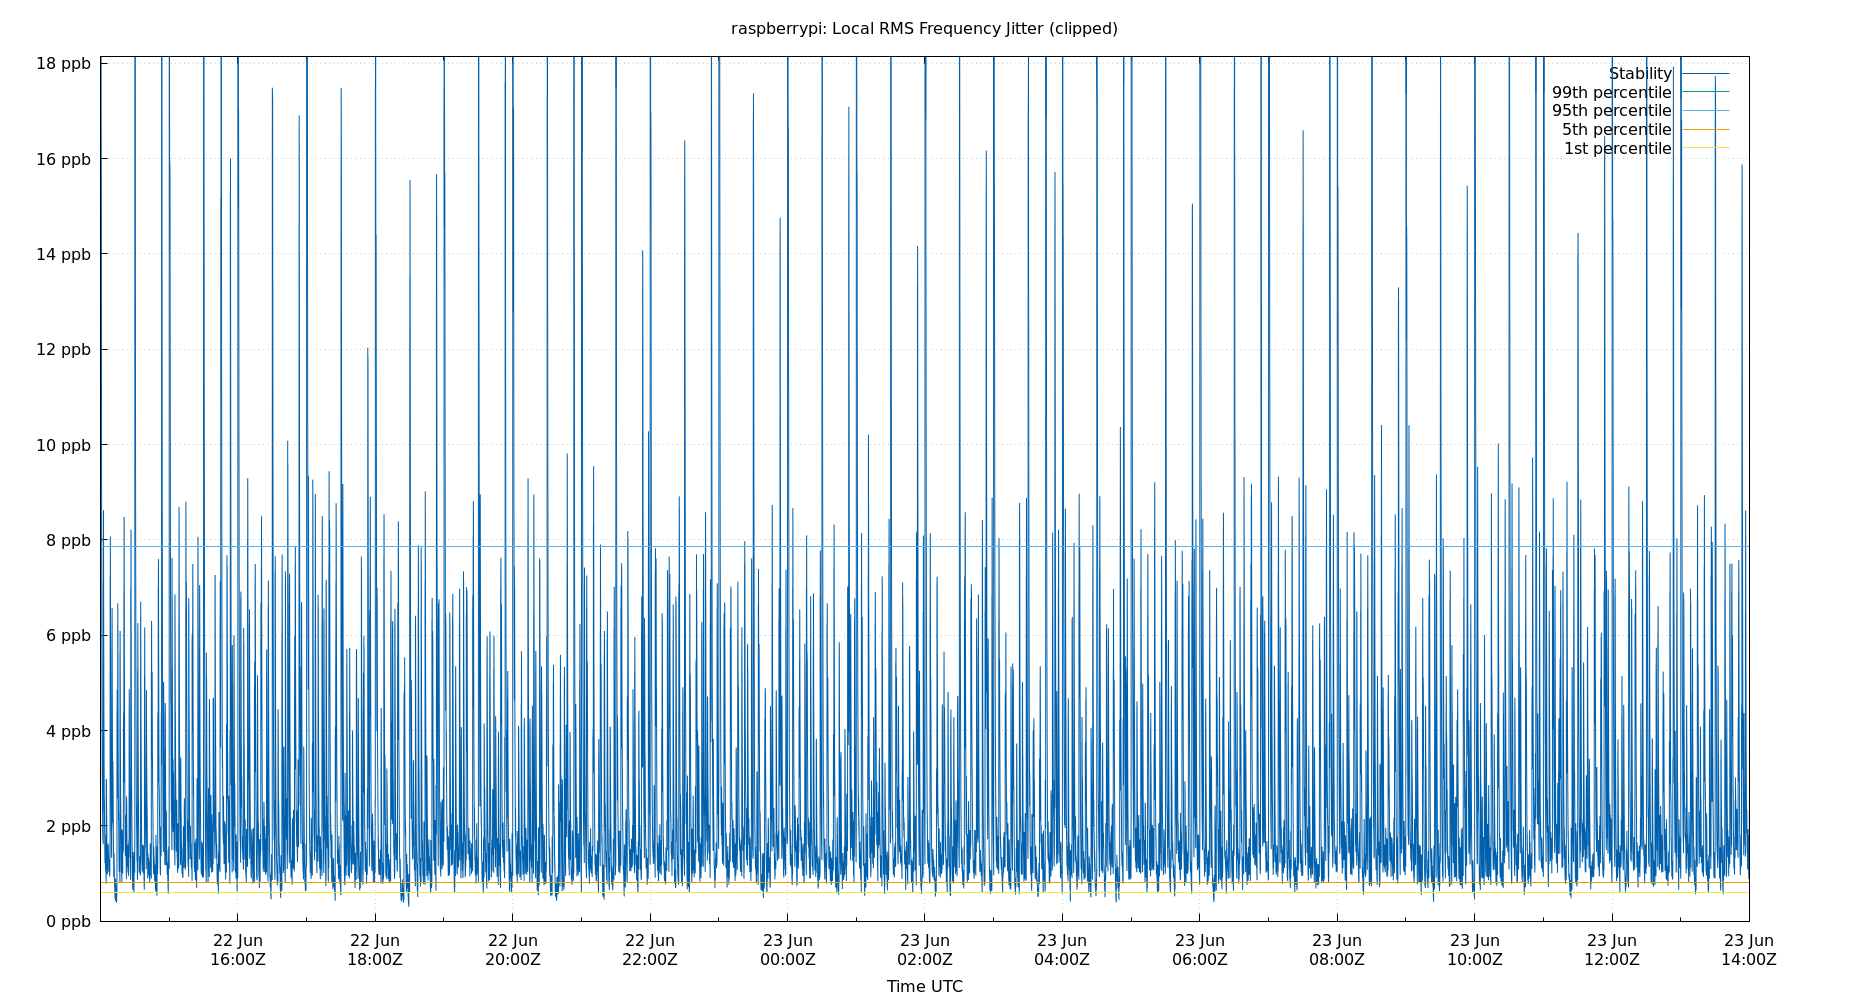 raspberrypi: Local RMS Frequency Jitter (clipped)
18 ppb
16 ppb
14 ppb
12 ppb
10 ppb
8 ppb
6 ppb
4 ppb
2 ppb
0 ppb
Stability
99th percentile
95th percentile
5th percentile
1st percentile
22 Jun 22 Jun 22 Jun 22 Jun 23 Jun 23 Jun 23 Jun 23 Jun 23 Jun 23 Jun 23 Jun 23 Jun
16:00Z 18:00Z 20:00Z 22:00Z 00:00Z 02:00Z 04:00Z 06:00Z 08:00Z 10:00Z 12:00Z 14:00Z
Time UTC